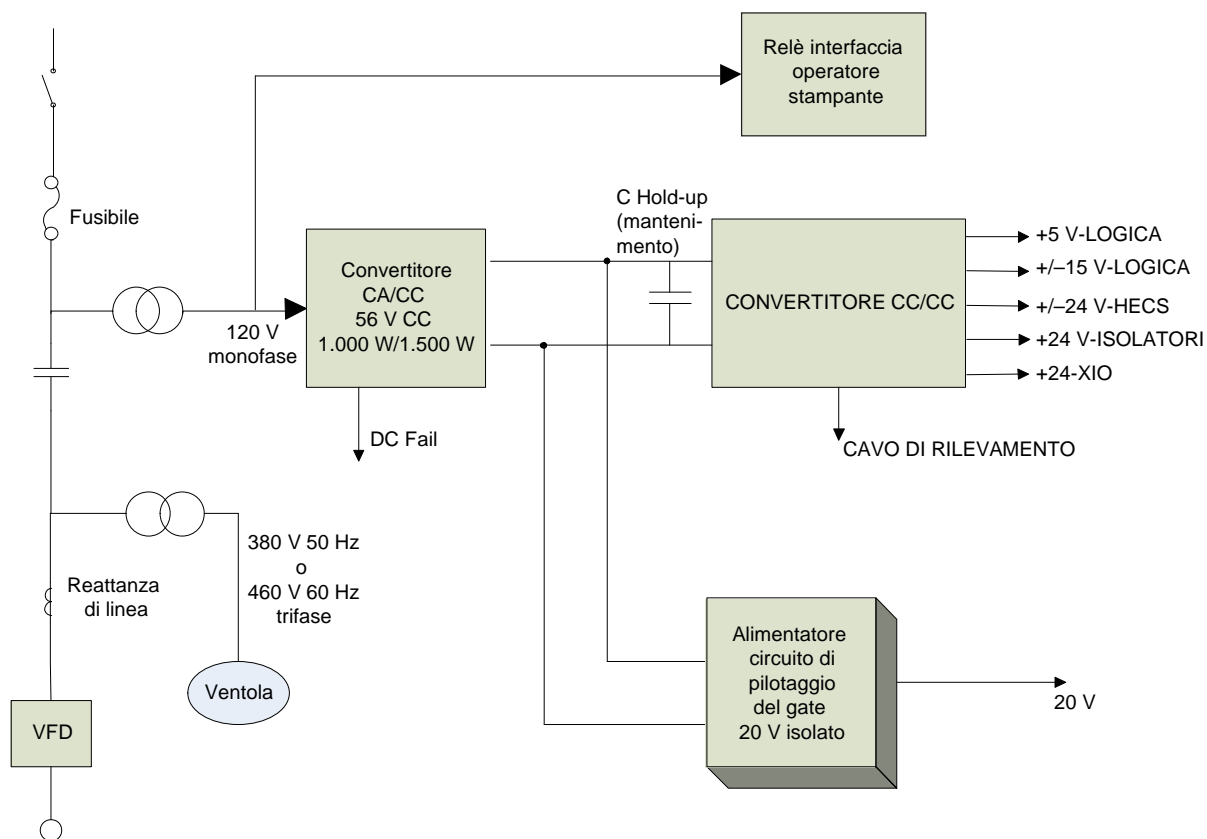 Relè interfaccia
operatore
stampante
Fusibile
C Hold-up
(manteni-
mento)
Convertitore
CA/CC
56 V CC
1.000 W/1.500 W
120 V
monofase
CONVERTITORE CC/CC
+5 V-LOGICA
+/–15 V-LOGICA
+/–24 V-HECS
+24 V-ISOLATORI
+24-XIO
DC Fail
CAVO DI RILEVAMENTO
380 V 50 Hz
o
460 V 60 Hz
trifase
Reattanza
di linea
Ventola
VFD
Alimentatore
circuito di
pilotaggio
del gate
20 V isolato
20 V